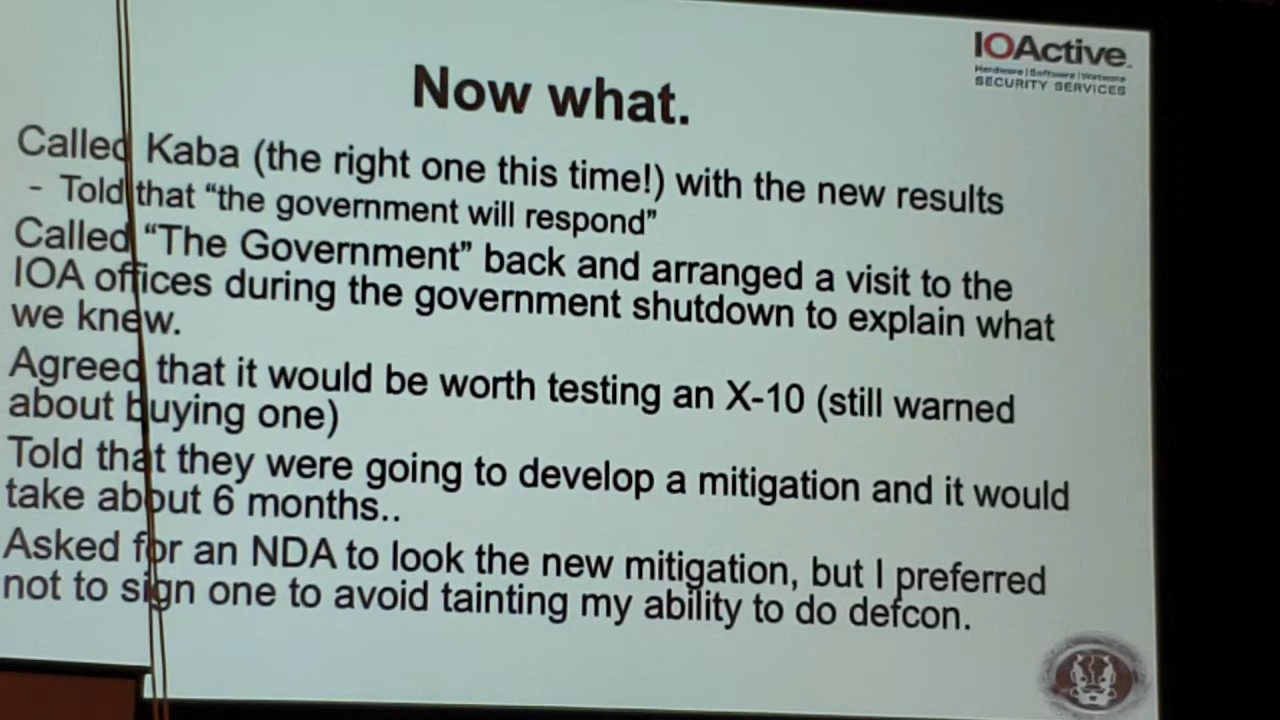 IOActive.
Hardware | Software | Wetware
SECURITY SERVICES
Now what.
Called Kaba (the right one this time!) with the new results
- Told that “the government will respond”
Called “The Government” back and arranged a visit to the
IOA offices during the government shutdown to explain what
we knew.
Agreed that it would be worth testing an X-10 (still warned
about buying one)
Told that they were going to develop a mitigation and it would
take about 6 months..
Asked for an NDA to look the new mitigation, but I preferred
not to sign one to avoid tainting my ability to do defcon.